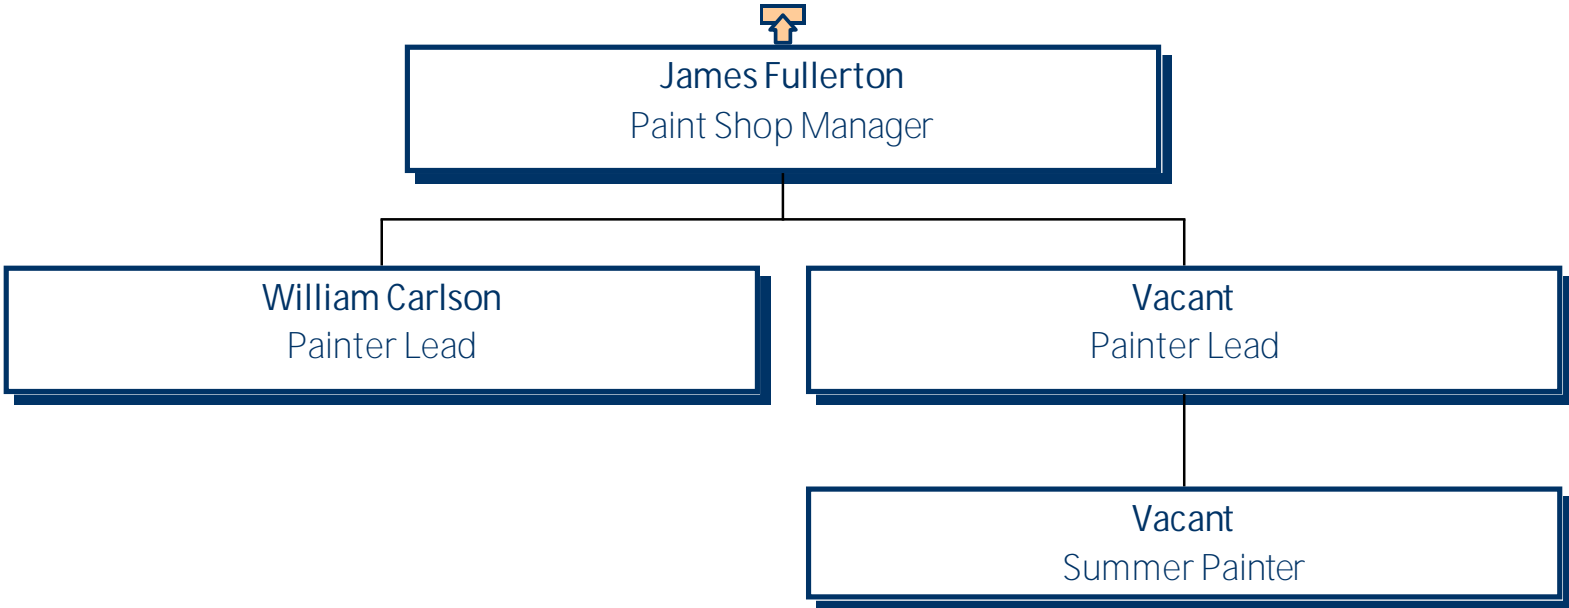 James Fullerton
Paint Shop Manager
William Carlson
Painter Lead
Vacant
Painter Lead
Vacant
Summer Painter